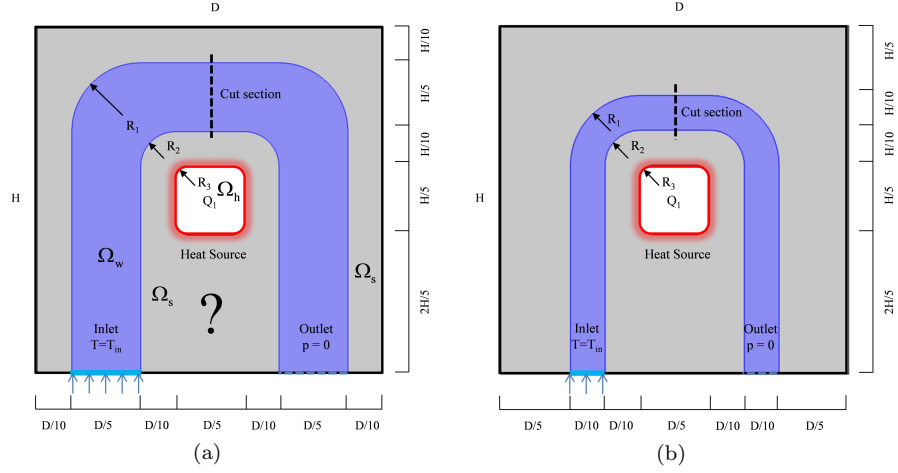 D
H/10
H/5
H/10
H/5
2H/5
H
Cut section
R1
R2
R3
Q1
Ωh
Heat Source
Ωw
Ωs
?
Ωs
Inlet
T=Tin
Outlet
p = 0
D/10
D/5
D/10
D/5
D/10
D/5
D/10
(a)
D
H/5
H/10
H/10
H/5
2H/5
H
Cut section
R1
R2
R3
Q1
Heat Source
Inlet
T=Tin
Outlet
p = 0
D/5
D/10
D/10
D/5
D/10
D/10
D/5
(b)